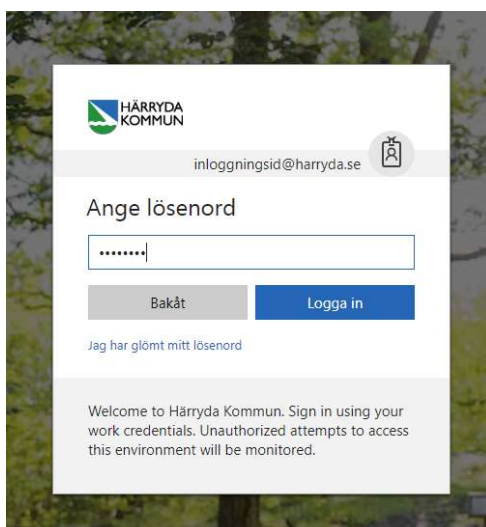 HÄRRYDA
KOMMUN
inloggningsid@harryda.se
Ange lösenord
••••••••
Bakåt
Logga in
Jag har glömt mitt lösenord
Welcome to Härryda Kommun. Sign in using your
work credentials. Unauthorized attempts to access
this environment will be monitored.